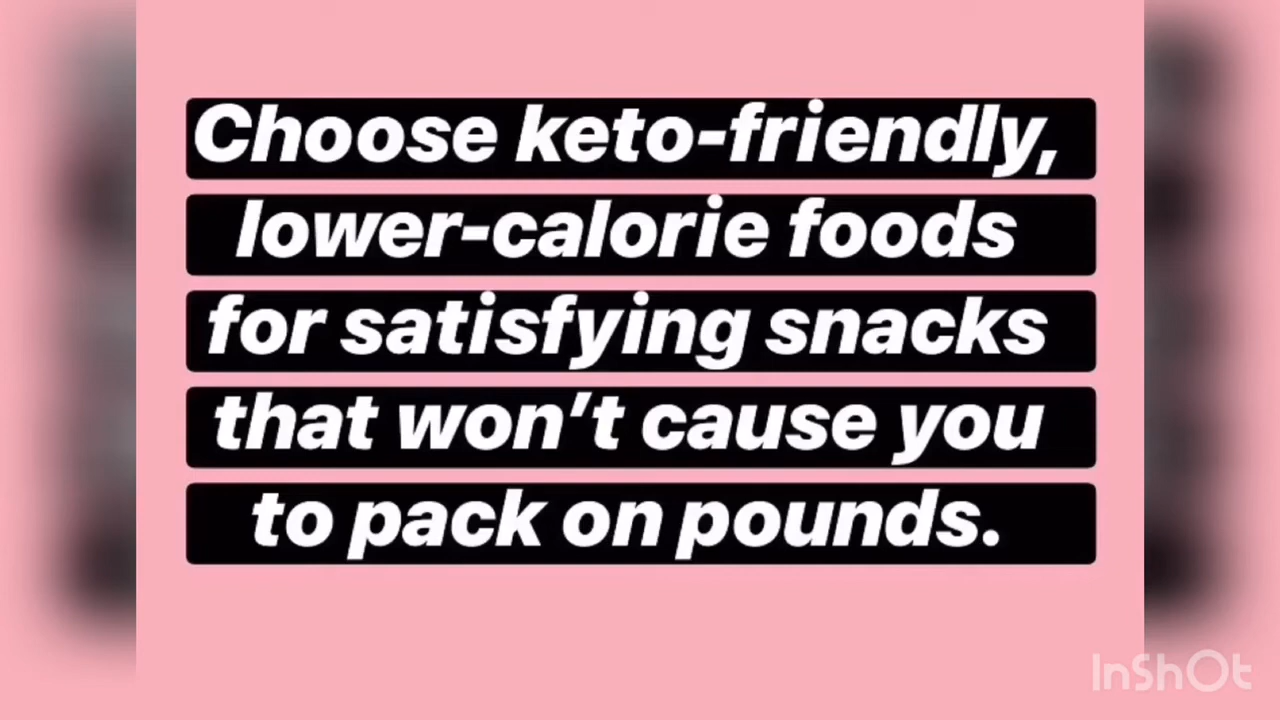 Choose keto-friendly,
lower-calorie foods
for satisfying snacks
that won’t cause you
to pack on pounds.
InShOt